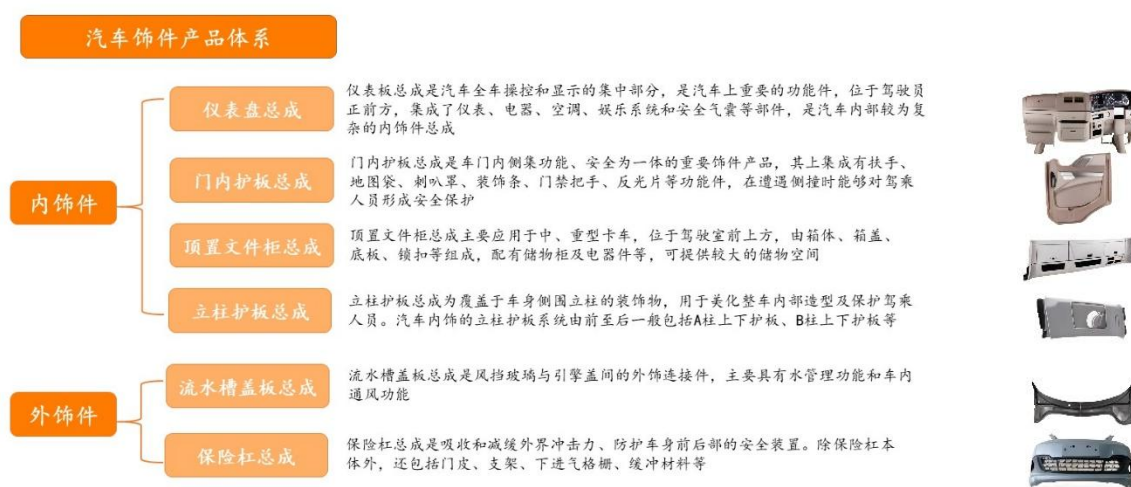 汽车饰件产品体系
内饰件
仪表盘总成
仪表板总成是汽车全车操控和显示的集中部分，是汽车上重要的功能件，位于驾驶员
正前方，集成了仪表、电器、空调、娱乐系统和安全气囊等部件，是汽车内部较为复
杂的内饰件总成
门内护板总成
门内护板总成是车门内侧集功能、安全为一体的重要饰件产品，其上集成有扶手、
地图袋、喇叭罩、装饰条、门禁把手、反光片等功能件，在遭遇侧撞时能够对驾乘
人员形成安全保护
顶置文件柜总成
顶置文件柜总成主要应用于中、重型卡车，位于驾驶室前上方，由箱体、箱盖、
底板、锁扣等组成，配有储物柜及电器件等，可提供较大的储物空间
立柱护板总成
立柱护板总成为覆盖于车身侧围立柱的装饰物，用于美化整车内部造型及保护驾乘
人员。汽车内饰的立柱护板系统由前至后一般包括A柱上下护板、B柱上下护板等
外饰件
流水槽盖板总成
流水槽盖板总成是风挡玻璃与引擎盖间的外饰连接件，主要具有水管理功能和车内
通风功能
保险杠总成
保险杠总成是吸收和减缓外界冲击力、防护车身前后部的安全装置。除保险杠本
体外，还包括门皮、支架、下进气格栅、缓冲材料等